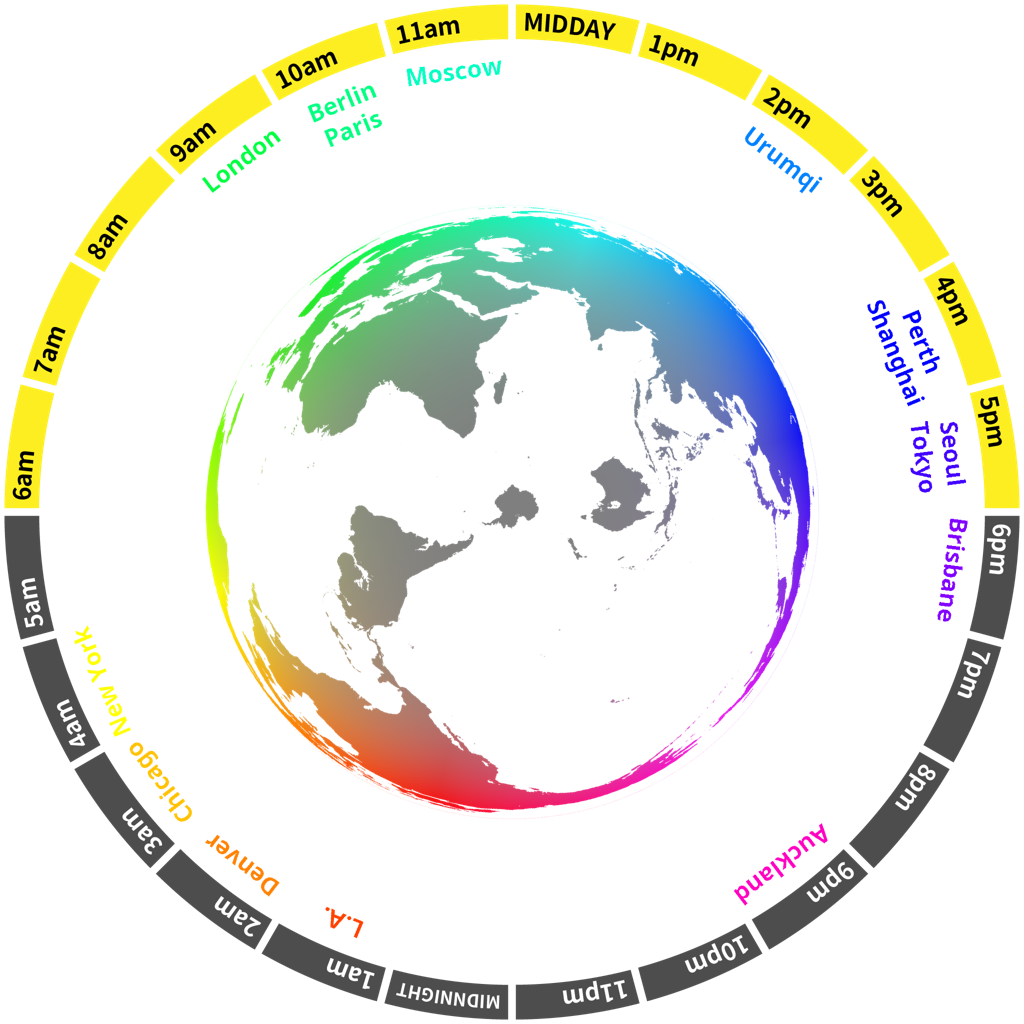 MIDDAY
1pm
2pm
3pm
4pm
5pm
6pm
7pm
8pm
9pm
10pm
11pm
MIDNNIGHT
1am
2am
3am
4am
5am
6am
7am
8am
9am
10am
11am
Moscow
Berlin
Paris
London
Urumqi
Perth
Shanghai
Seoul
Tokyo
Brisbane
Auckland
L.A.
Denver
Chicago
New York